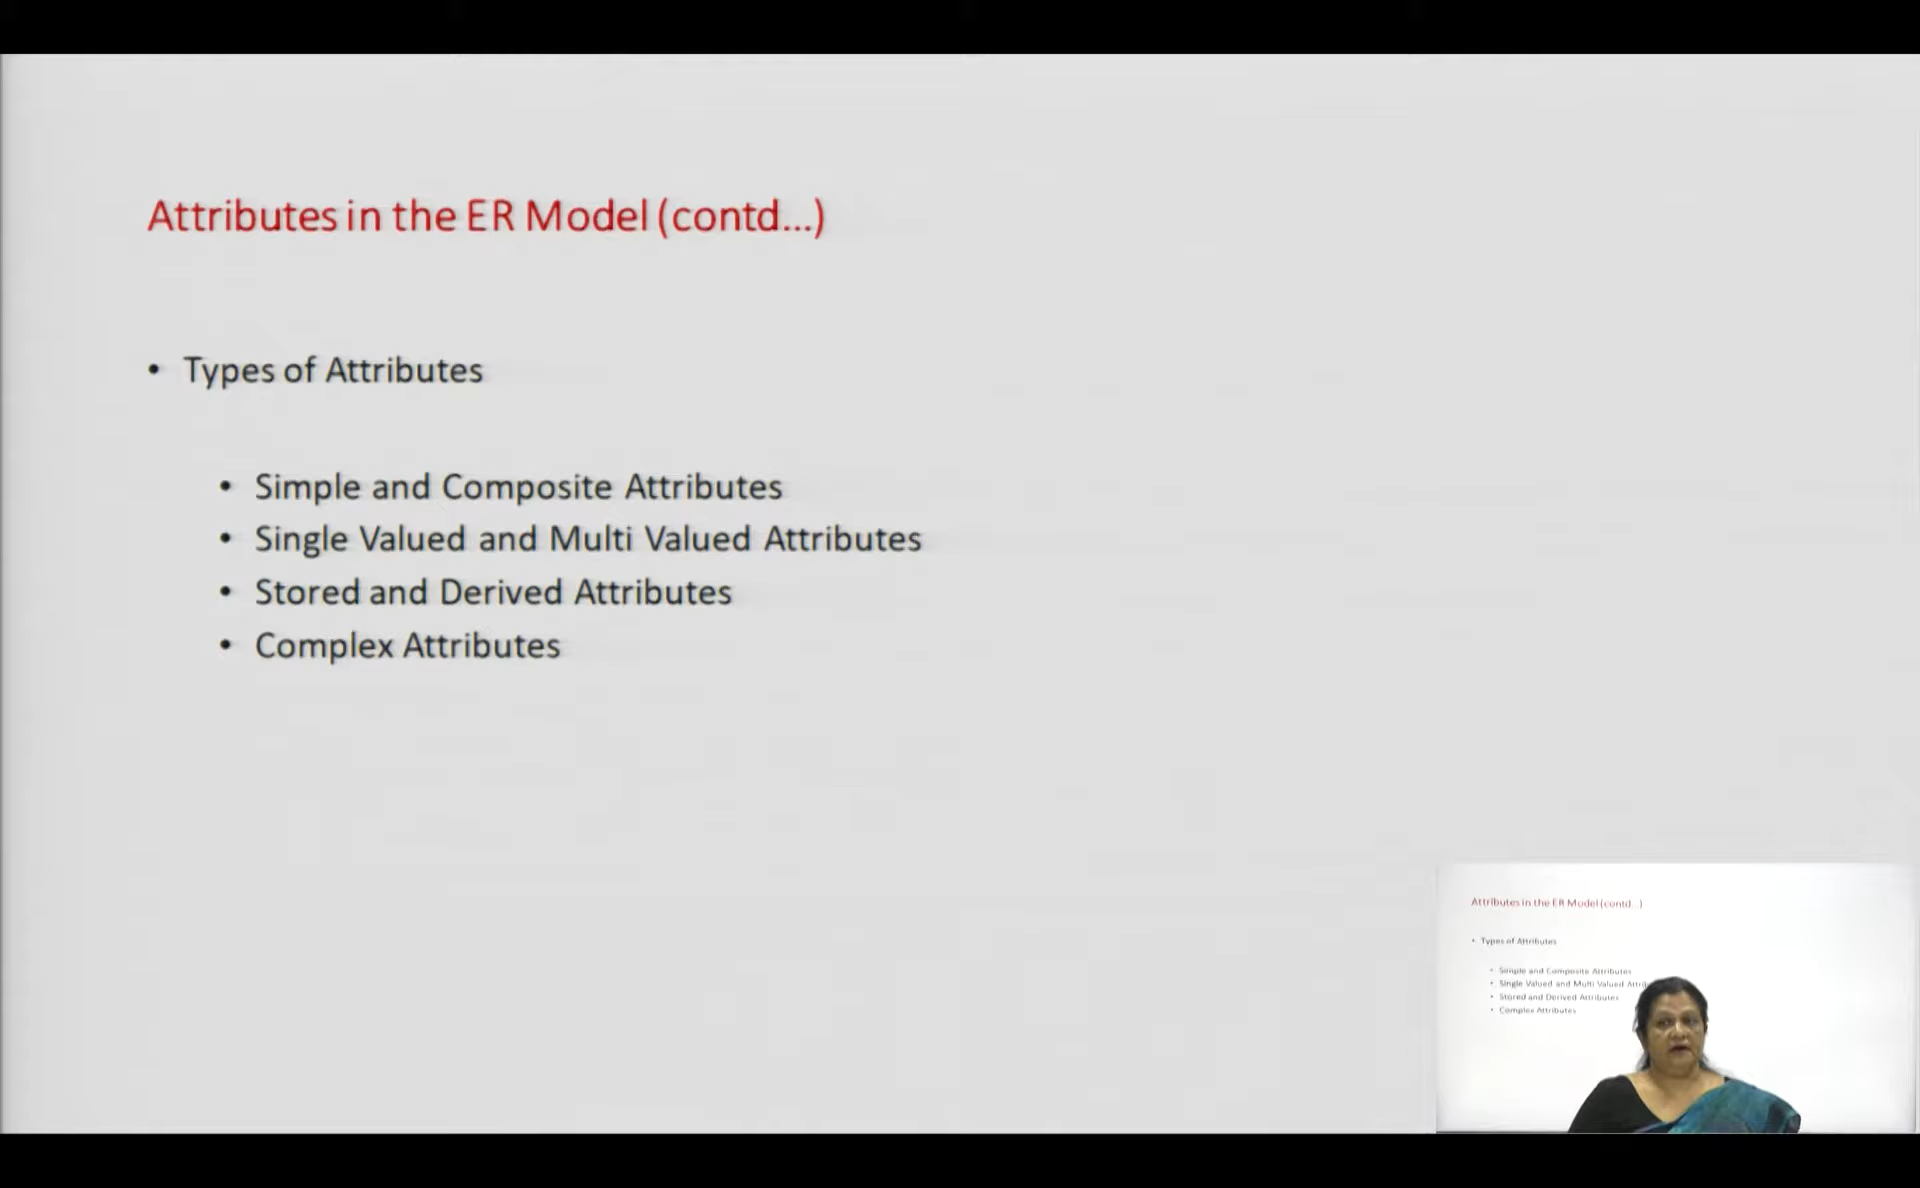 Attributes in the ER Model (contd...)
• Types of Attributes
• Simple and Composite Attributes
• Single Valued and Multi Valued Attributes
• Stored and Derived Attributes
• Complex Attributes
Attributes in the ER Model (contd...)
• Types of Attributes
• Simple and Composite Attributes
• Single Valued and Multi Valued
• Stored and Derived Attributes
• Complex Attributes